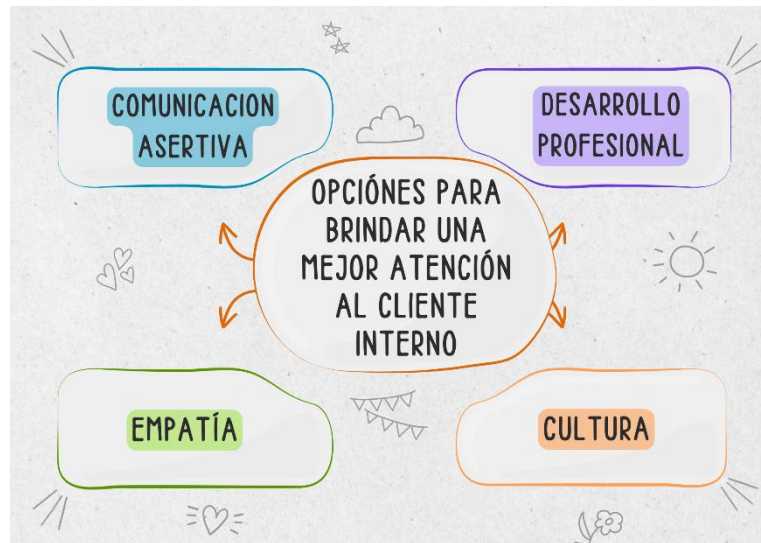 COMUNICACION
ASERTIVA
DESARROLLO
PROFESIONAL
OPCIÓNES PARA
BRINDAR UNA
MEJOR ATENCIÓN
AL CLIENTE
INTERNO
EMPATÍA
CULTURA